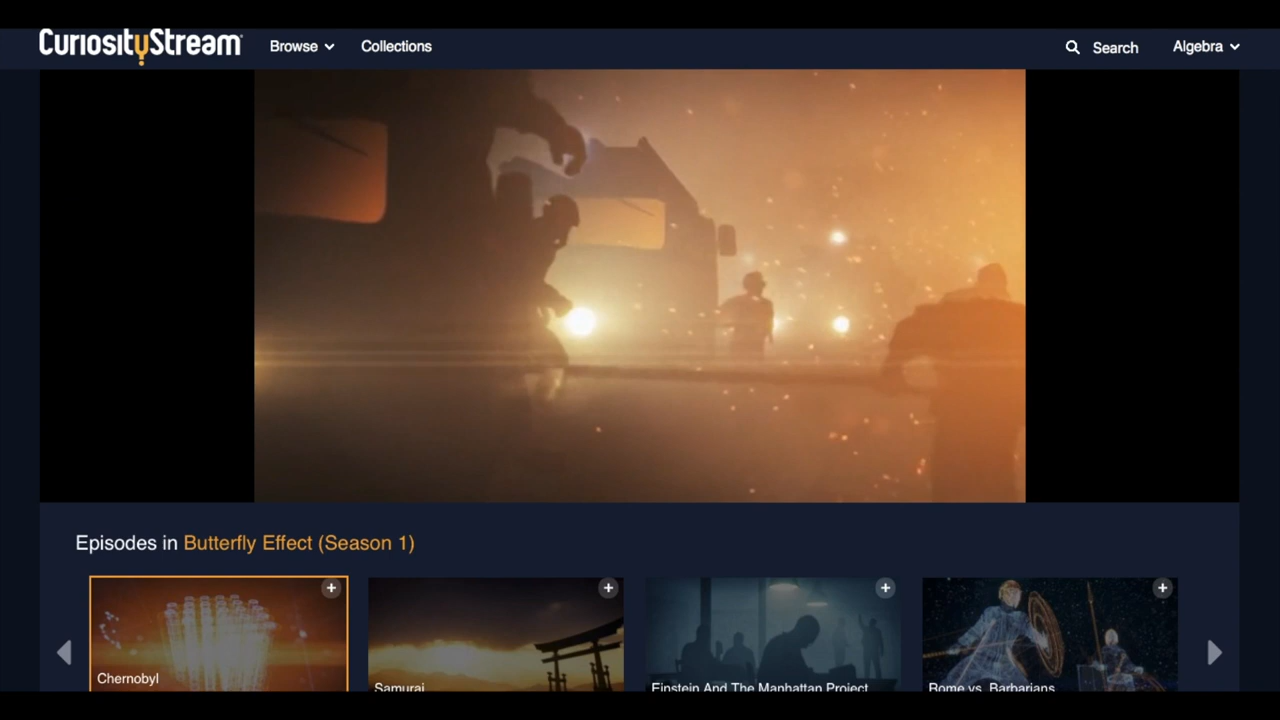 CuriosityStream Browse Collections Search Algebra
Episodes in Butterfly Effect (Season 1)
Chernobyl
Samurai
Einstein And The Manhattan Project
Rome vs. Barbarians